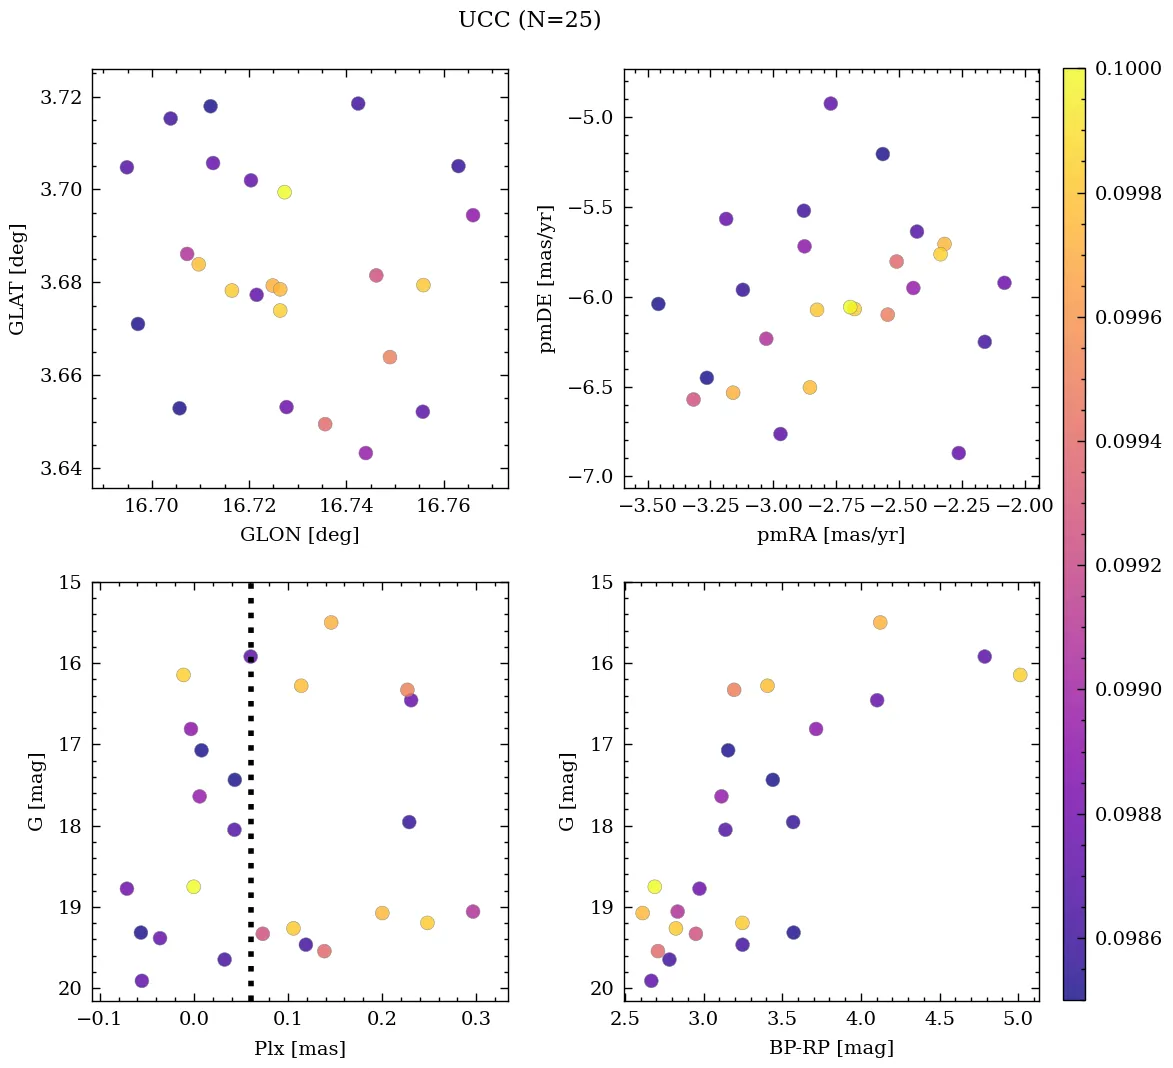 UCC (N=25)
3.72
3.70
3.68
3.66
3.64
GLAT [deg]
16.70 16.72 16.74 16.76
GLON [deg]
−5.0
−5.5
−6.0
−6.5
−7.0
pmDE [mas/yr]
−3.50 −3.25 −3.00 −2.75 −2.50 −2.25 −2.00
pmRA [mas/yr]
0.1000
0.0998
0.0996
0.0994
0.0992
0.0990
0.0988
0.0986
15
16
17
18
19
20
G [mag]
−0.1 0.0 0.1 0.2 0.3
Plx [mas]
15
16
17
18
19
20
G [mag]
2.5 3.0 3.5 4.0 4.5 5.0
BP-RP [mag]